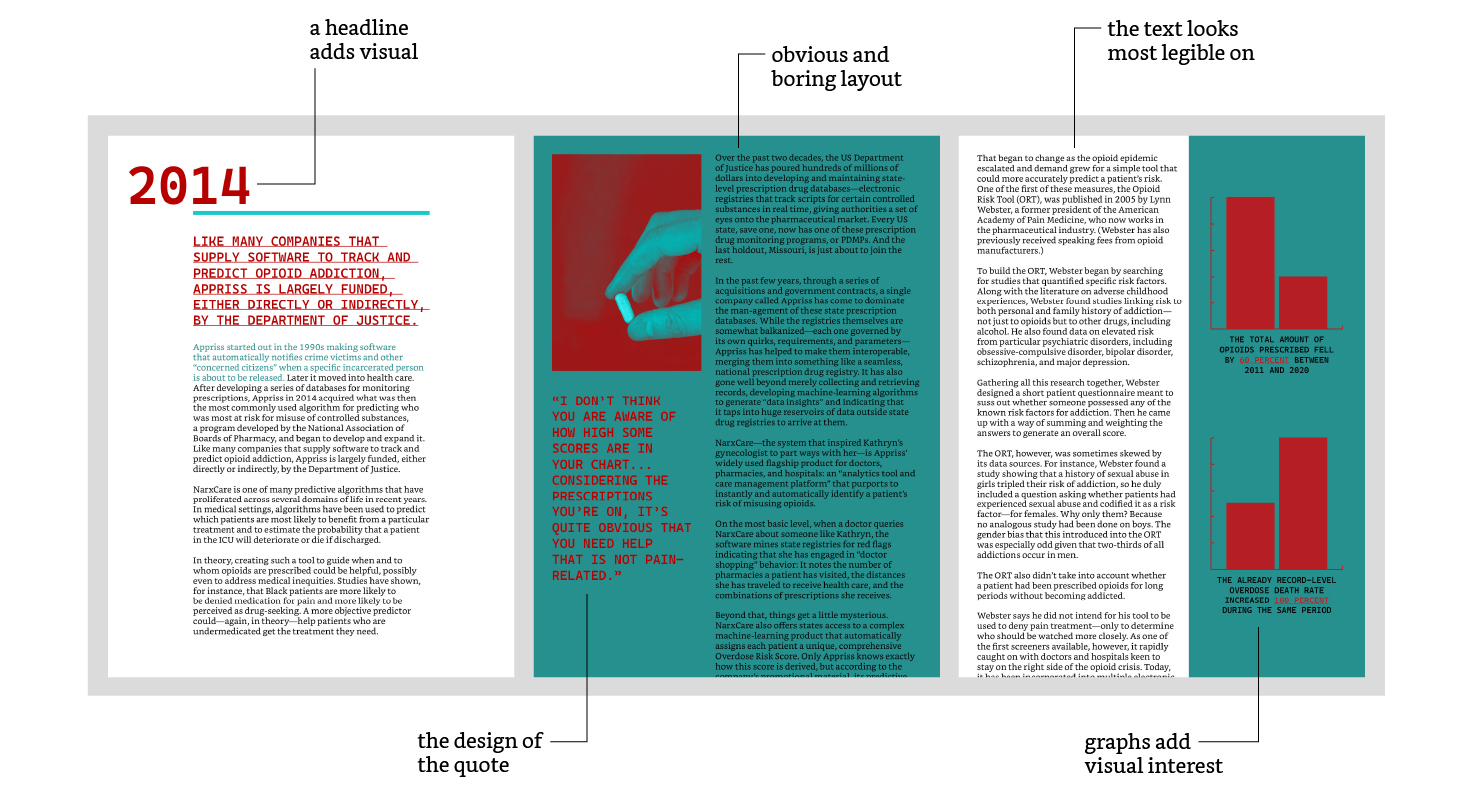 a headline
adds visual
obvious and
boring layout
the text looks
most legible on
2014
LIKE MANY COMPANIES THAT
SUPPLY SOFTWARE TO TRACK AND
PREDICT OPIOID ADDICTION,
APPRISS IS LARGELY FUNDED,
EITHER DIRECTLY OR INDIRECTLY,
BY THE DEPARTMENT OF JUSTICE.
Appriss started out in the 1990s making software
that automatically notifies crime victims and other
“concerned citizens” when a specific incarcerated person
is about to be released. Later it moved into health care.
After developing a series of databases for monitoring
prescriptions, Appriss in 2014 acquired what was then
the most commonly used algorithm for predicting who
was most at risk for misuse of controlled substances,
a program developed by the National Association of
Boards of Pharmacy, and began to develop and expand it.
Like many companies that supply software to track and
predict opioid addiction, Appriss is largely funded, either
directly or indirectly, by the Department of Justice.
NarxCare is one of many predictive algorithms that have
proliferated across several domains of life in recent years.
In medical settings, algorithms have been used to predict
which patients are most likely to benefit from a particular
treatment and to estimate the probability that a patient
in the ICU will deteriorate or die if discharged.
In theory, creating such a tool to guide when and to
whom opioids are prescribed could be helpful, possibly
even to address medical inequities. Studies have shown,
for instance, that Black patients are more likely to
be denied medication for pain and more likely to be
perceived as drug-seeking. A more objective predictor
could—again, in theory—help patients who are
undermedicated get the treatment they need.
“I DON’T THINK
YOU ARE AWARE OF
HOW HIGH SOME
SCORES ARE IN
YOUR CHART...
CONSIDERING THE
PRESCRIPTIONS
YOU’RE ON, IT’S
QUITE OBVIOUS THAT
YOU NEED HELP
THAT IS NOT PAIN–
RELATED.”
Over the past two decades, the US Department
of Justice has poured hundreds of millions of
dollars into developing and maintaining state-
level prescription drug databases—electronic
registries that track scripts for certain controlled
substances in real time, giving authorities a set of
eyes onto the pharmaceutical market. Every US
state, save one, now has one of these prescription
drug monitoring programs, or PDMPs. And the
last holdout, Missouri, is just about to join the
rest.
In the past few years, through a series of
acquisitions and government contracts, a single
company called Appriss has come to dominate
the man-agement of these state prescription
databases. While the registries themselves are
somewhat balkanized—each one governed by
its own quirks, requirements, and parameters—
Appriss has helped to make them interoperable,
merging them into something like a seamless,
national prescription drug registry. It has also
gone well beyond merely collecting and retrieving
records, developing machine-learning algorithms
to generate “data insights” and indicating that
it taps into huge reservoirs of data outside state
drug registries to arrive at them.
NarxCare—the system that inspired Kathryn’s
gynecologist to part ways with her—is Appriss’
widely used flagship product for doctors,
pharmacies, and hospitals: an “analytics tool and
care management platform” that purports to
instantly and automatically identify a patient’s
risk of misusing opioids.
On the most basic level, when a doctor queries
NarxCare about someone like Kathryn, the
software mines state registries for red flags
indicating that she has engaged in “doctor
shopping” behavior: It notes the number of
pharmacies a patient has visited, the distances
she has traveled to receive health care, and the
combinations of prescriptions she receives.
Beyond that, things get a little mysterious.
NarxCare also offers states access to a complex
machine-learning product that automatically
assigns each patient a unique, comprehensive
Overdose Risk Score. Only Appriss knows exactly
how this score is derived, but according to the
company’s promotional material, its predictive
That began to change as the opioid epidemic
escalated and demand grew for a simple tool that
could more accurately predict a patient’s risk.
One of the first of these measures, the Opioid
Risk Tool (ORT), was published in 2005 by Lynn
Webster, a former president of the American
Academy of Pain Medicine, who now works in
the pharmaceutical industry. (Webster has also
previously received speaking fees from opioid
manufacturers.)
To build the ORT, Webster began by searching
for studies that quantified specific risk factors.
Along with the literature on adverse childhood
experiences, Webster found studies linking risk to
both personal and family history of addiction—
not just to opioids but to other drugs, including
alcohol. He also found data on elevated risk
from particular psychiatric disorders, including
obsessive-compulsive disorder, bipolar disorder,
schizophrenia, and major depression.
Gathering all this research together, Webster
designed a short patient questionnaire meant to
suss out whether someone possessed any of the
known risk factors for addiction. Then he came
up with a way of summing and weighting the
answers to generate an overall score.
The ORT, however, was sometimes skewed by
its data sources. For instance, Webster found a
study showing that a history of sexual abuse in
girls tripled their risk of addiction, so he duly
included a question asking whether patients had
experienced sexual abuse and codified it as a risk
factor—for females. Why only them? Because
no analogous study had been done on boys. The
gender bias that this introduced into the ORT
was especially odd given that two-thirds of all
addictions occur in men.
The ORT also didn’t take into account whether
a patient had been prescribed opioids for long
periods without becoming addicted.
Webster says he did not intend for his tool to be
used to deny pain treatment—only to determine
who should be watched more closely. As one of
the first screeners available, however, it rapidly
caught on with doctors and hospitals keen to
stay on the right side of the opioid crisis. Today,
it has been incorporated into multiple electronic
THE TOTAL AMOUNT OF
OPIOIDS PRESCRIBED FELL
BY 60 PERCENT BETWEEN
2011 AND 2020
THE ALREADY RECORD–LEVEL
OVERDOSE DEATH RATE
INCREASED 100 PERCENT
DURING THE SAME PERIOD
the design of
the quote
graphs add
visual interest